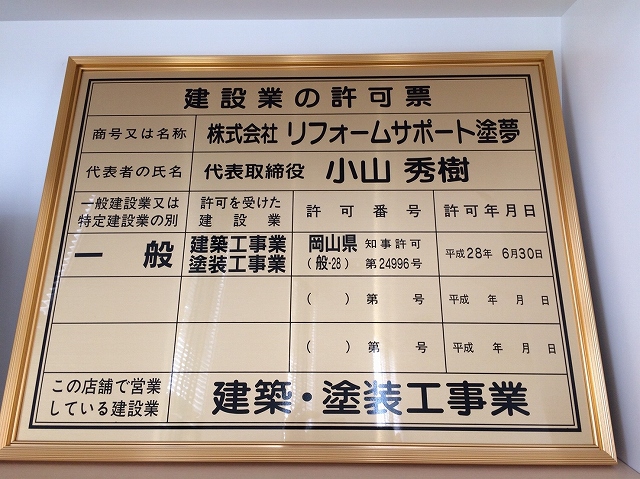 建設業の許可票
商号又は名称 株式会社 リフォームサポート塗夢
代表者の氏名 代表取締役 小山 秀樹
一般建設業又は特定建設業の別 許可を受けた建設業 許可番号 許可年月日
一般 建築工事業 塗装工事業 岡山県 知事許可 (般-28) 第24996号 平成28年 6月30日
( ) 第 号 平成 年 月 日
( ) 第 号 平成 年 月 日
この店舗で営業している建設業 建築・塗装工事業